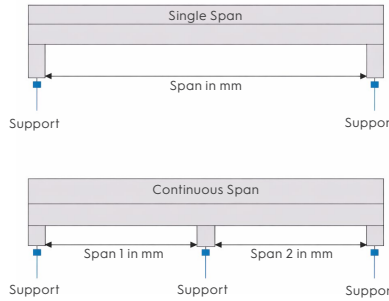 Single Span
Span in mm
Support Suppor
Continuous Span
Span 1 in mm Span 2 in mm
Support Support Suppor